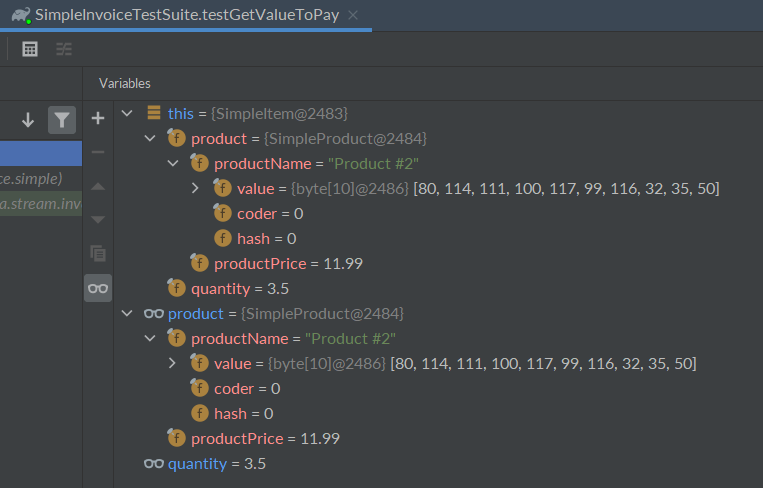 SimpleInvoiceTestSuite.testGetValueToPay
Variables
this = {SimpleItem@2483}
product = {SimpleProduct@2484}
ce.simple)
productName = "Product #2"
value = {byte[10]@2486} [80, 114, 111, 100, 117, 99, 116, 32, 35, 50]
a.stream.inv
coder = 0
hash = 0
productPrice = 11.99
quantity = 3.5
product = {SimpleProduct@2484}
productName = "Product #2"
value = {byte[10]@2486} [80, 114, 111, 100, 117, 99, 116, 32, 35, 50]
coder = 0
hash = 0
productPrice = 11.99
quantity = 3.5